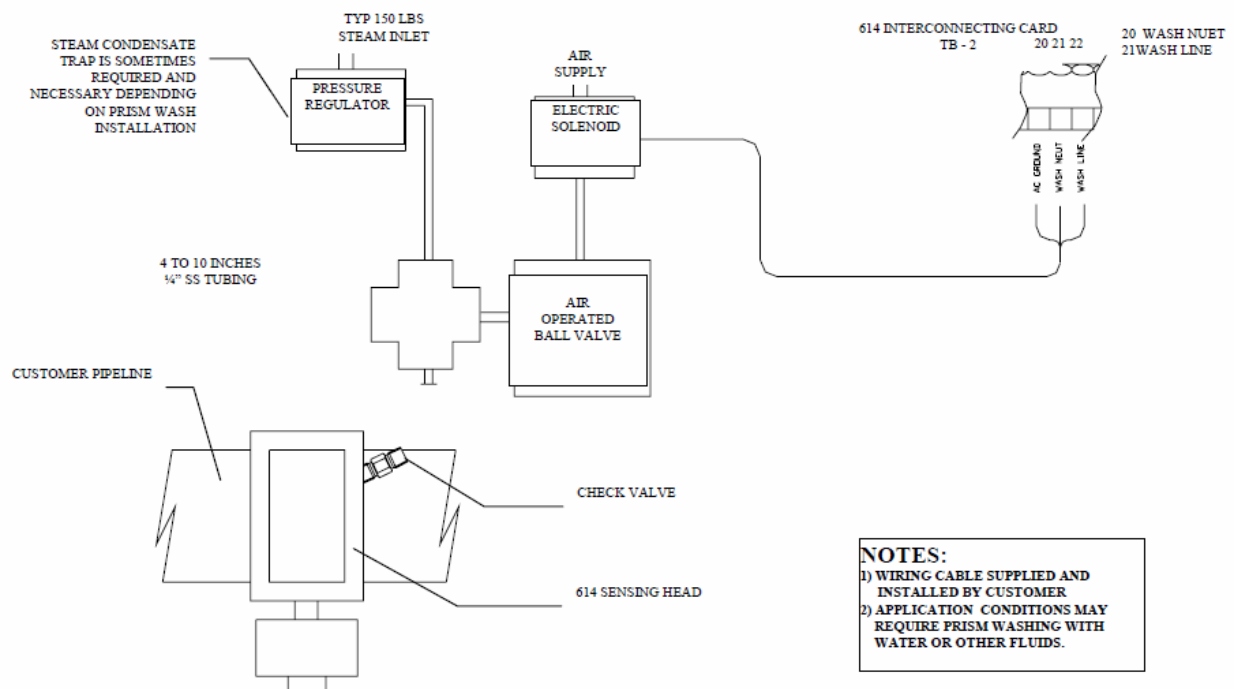 TYP 150 LBS
STEAM INLET
STEAM CONDENSATE
TRAP IS SOMETIMES
REQUIRED AND
NECESSARY DEPENDING
ON PRISM WASH
INSTALLATION
PRESSURE
REGULATOR
AIR
SUPPLY
ELECTRIC
SOLENOID
614 INTERCONNECTING CARD
TB - 2
20 21 22
20 WASH NUET
21WASH LINE
AC GROUND
WASH NEUT
WASH LINE
4 TO 10 INCHES
¼” SS TUBING
AIR
OPERATED
BALL VALVE
CUSTOMER PIPELINE
CHECK VALVE
614 SENSING HEAD
NOTES:
1) WIRING CABLE SUPPLIED AND
INSTALLED BY CUSTOMER
2) APPLICATION CONDITIONS MAY
REQUIRE PRISM WASHING WITH
WATER OR OTHER FLUIDS.